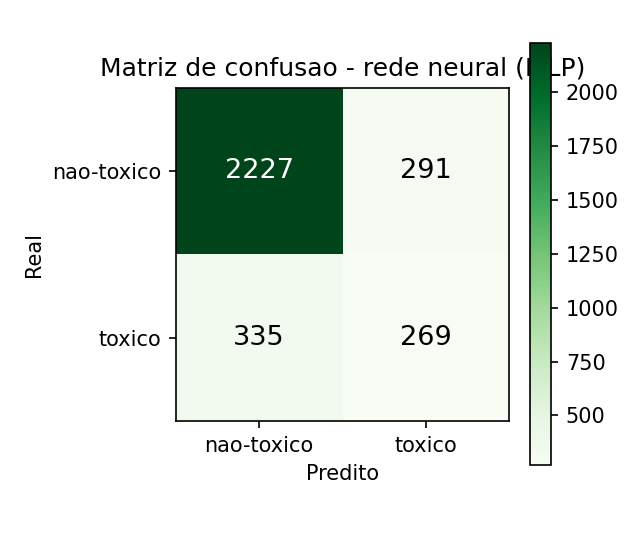 Matriz de confusao - rede neural (MLP)
2000
1750
1500
1250
1000
750
500
Real
nao-toxico
2227
291
toxico
335
269
nao-toxico
toxico
Predito